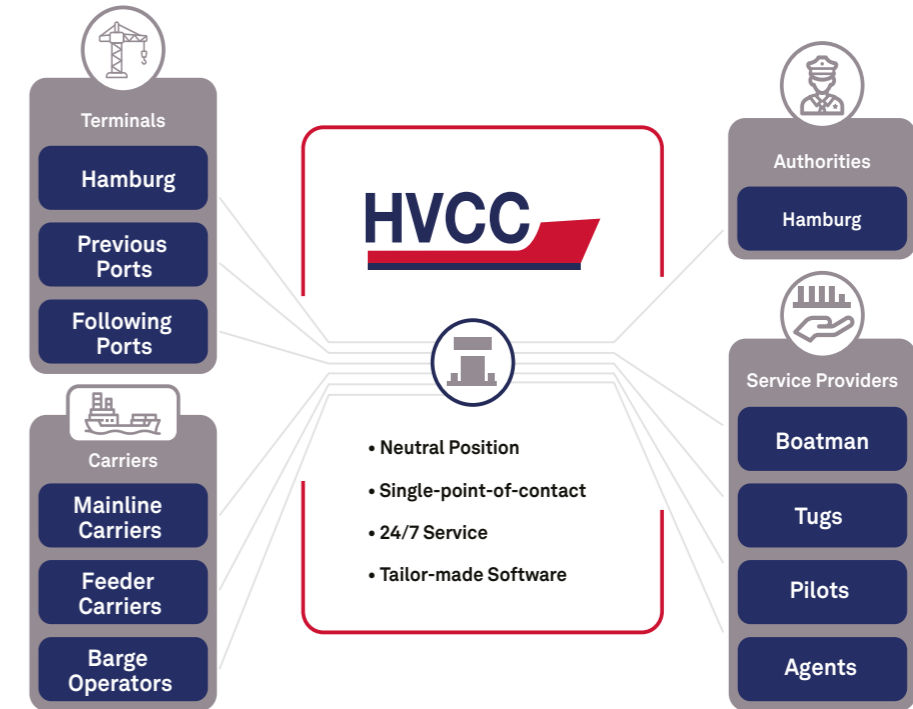 Terminals
Hamburg
Previous
Ports
Following
Ports
Carriers
Mainline
Carriers
Feeder
Carriers
Barge
Operators
HVCC
• Neutral Position
• Single-point-of-contact
• 24/7 Service
• Tailor-made Software
Authorities
Hamburg
Service Providers
Boatman
Tugs
Pilots
Agents